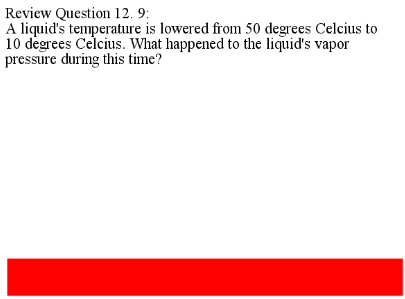 Review Question 12. 9:
A liquid's temperature is lowered from 50 degrees Celcius to
10 degrees Celcius. What happened to the liquid's vapor
pressure during this time?